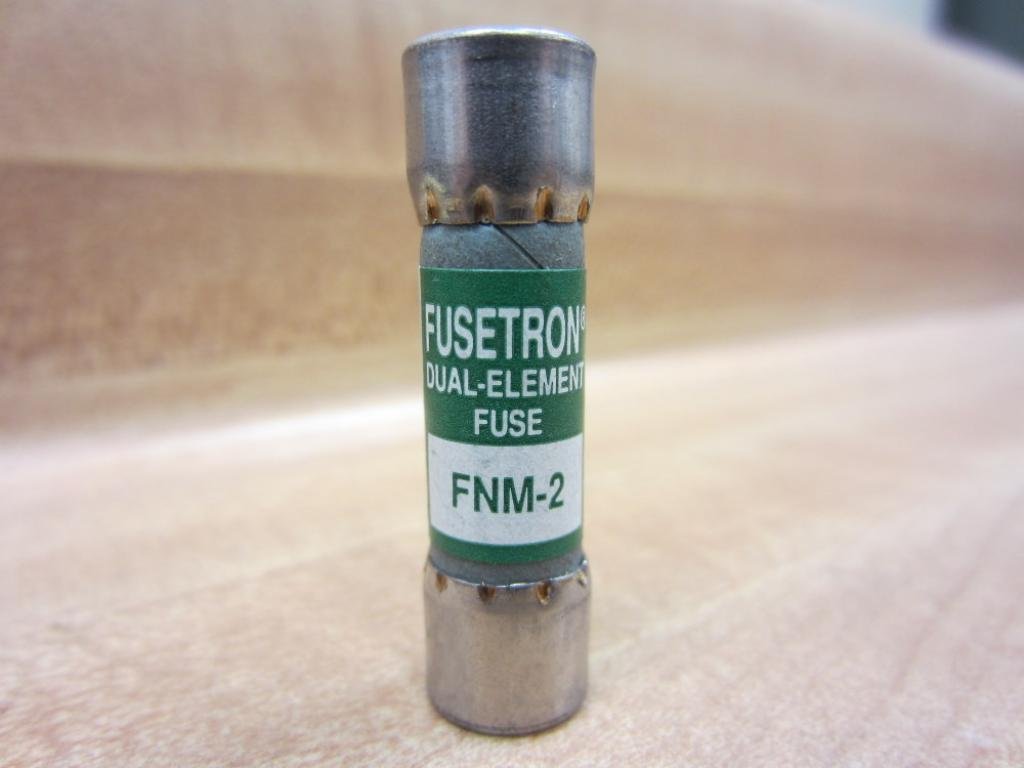 FUSETRON®
DUAL-ELEMENT
FUSE
FNM-2